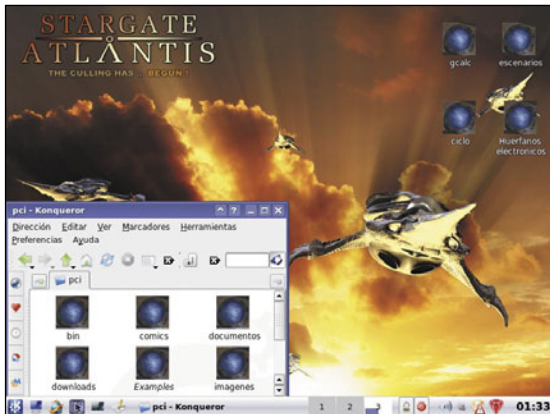 STARGATE
ATLANTIS
THE CULLING HAS ... BEGUN!
gcalc escenarios
ciclo Huerfanos
electronicos
pci - Konqueror
Dirección Editar Ver Marcadores Herramientas
Preferencias Ayuda
pci
bin comics documentos
downloads Examples imagenes
pci - Konqueror 1 2 01:33